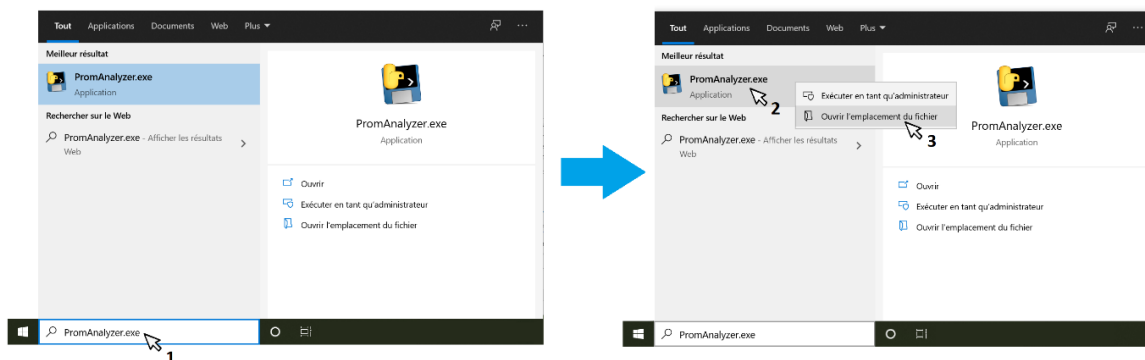 Tout Applications Documents Web Plus
Meilleur résultat
PromAnalyzer.exe
Application
Rechercher sur le Web
PromAnalyzer.exe - Afficher les résultats
Web
PromAnalyzer.exe
Application
Ouvrir
Exécuter en tant qu'administrateur
Ouvrir l'emplacement du fichier
PromAnalyzer.exe
1
Tout Applications Documents Web Plus
Meilleur résultat
PromAnalyzer.exe
Application
2
Exécuter en tant qu'administrateur
Ouvrir l'emplacement du fichier
3
Rechercher sur le Web
PromAnalyzer.exe - Afficher les résultats
Web
PromAnalyzer.exe
Application
Ouvrir
Exécuter en tant qu'administrateur
Ouvrir l'emplacement du fichier
PromAnalyzer.exe